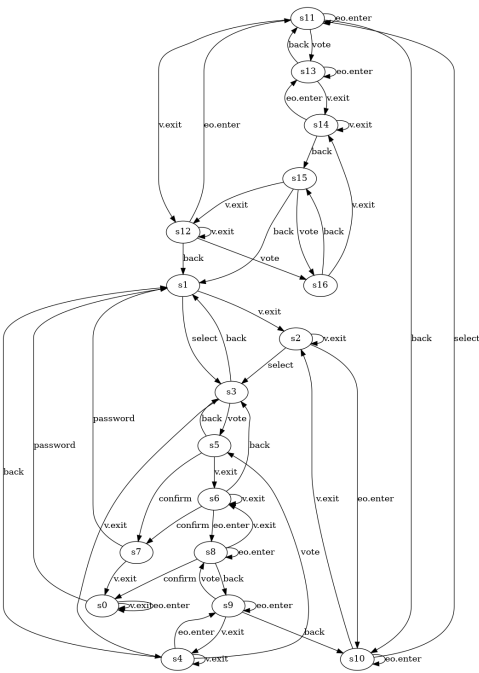 s11
eo.enter
back vote
s13
eo.enter
eo.enter v.exit
v.exit eo.enter
s14
v.exit
back
s15
v.exit v.exit
s12
v.exit back vote back back select
back vote
s1 s16
v.exit
select back s2
v.exit
select
s3
password back vote
s5
back password v.exit back
confirm v.exit eo.enter
s6
v.exit
v.exit confirm eo.enter v.exit vote
s7 s8
eo.enter
v.exit confirm vote back
s0
v.exit eo.enter
s9
eo.enter
eo.enter v.exit back
s4
v.exit
s10
eo.enter